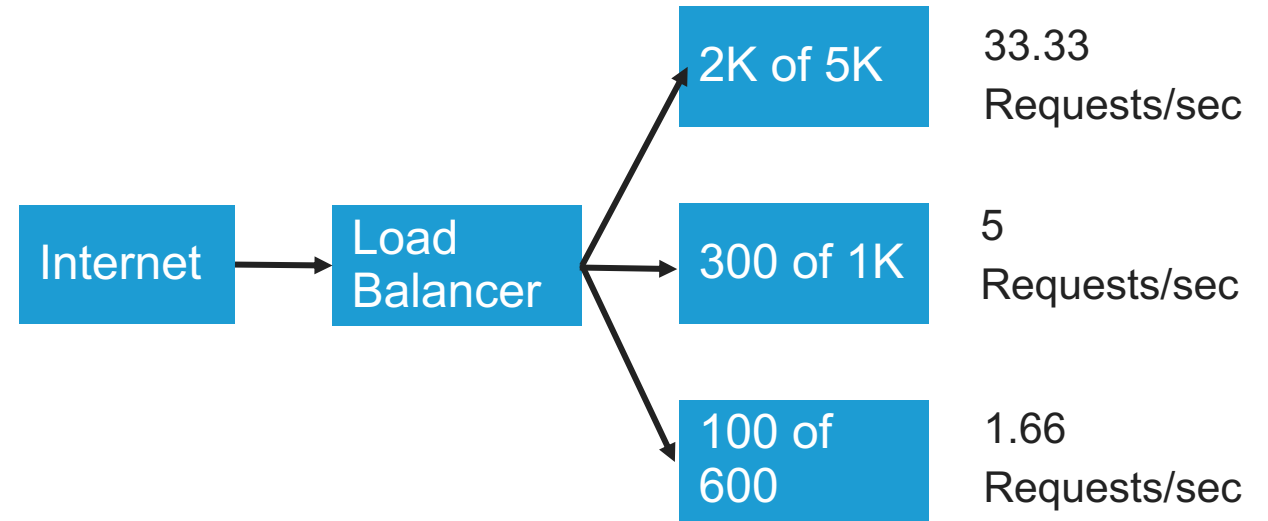 Internet
Load
Balancer
2K of 5K
33.33
Requests/sec
300 of 1K
5
Requests/sec
100 of
600
1.66
Requests/sec